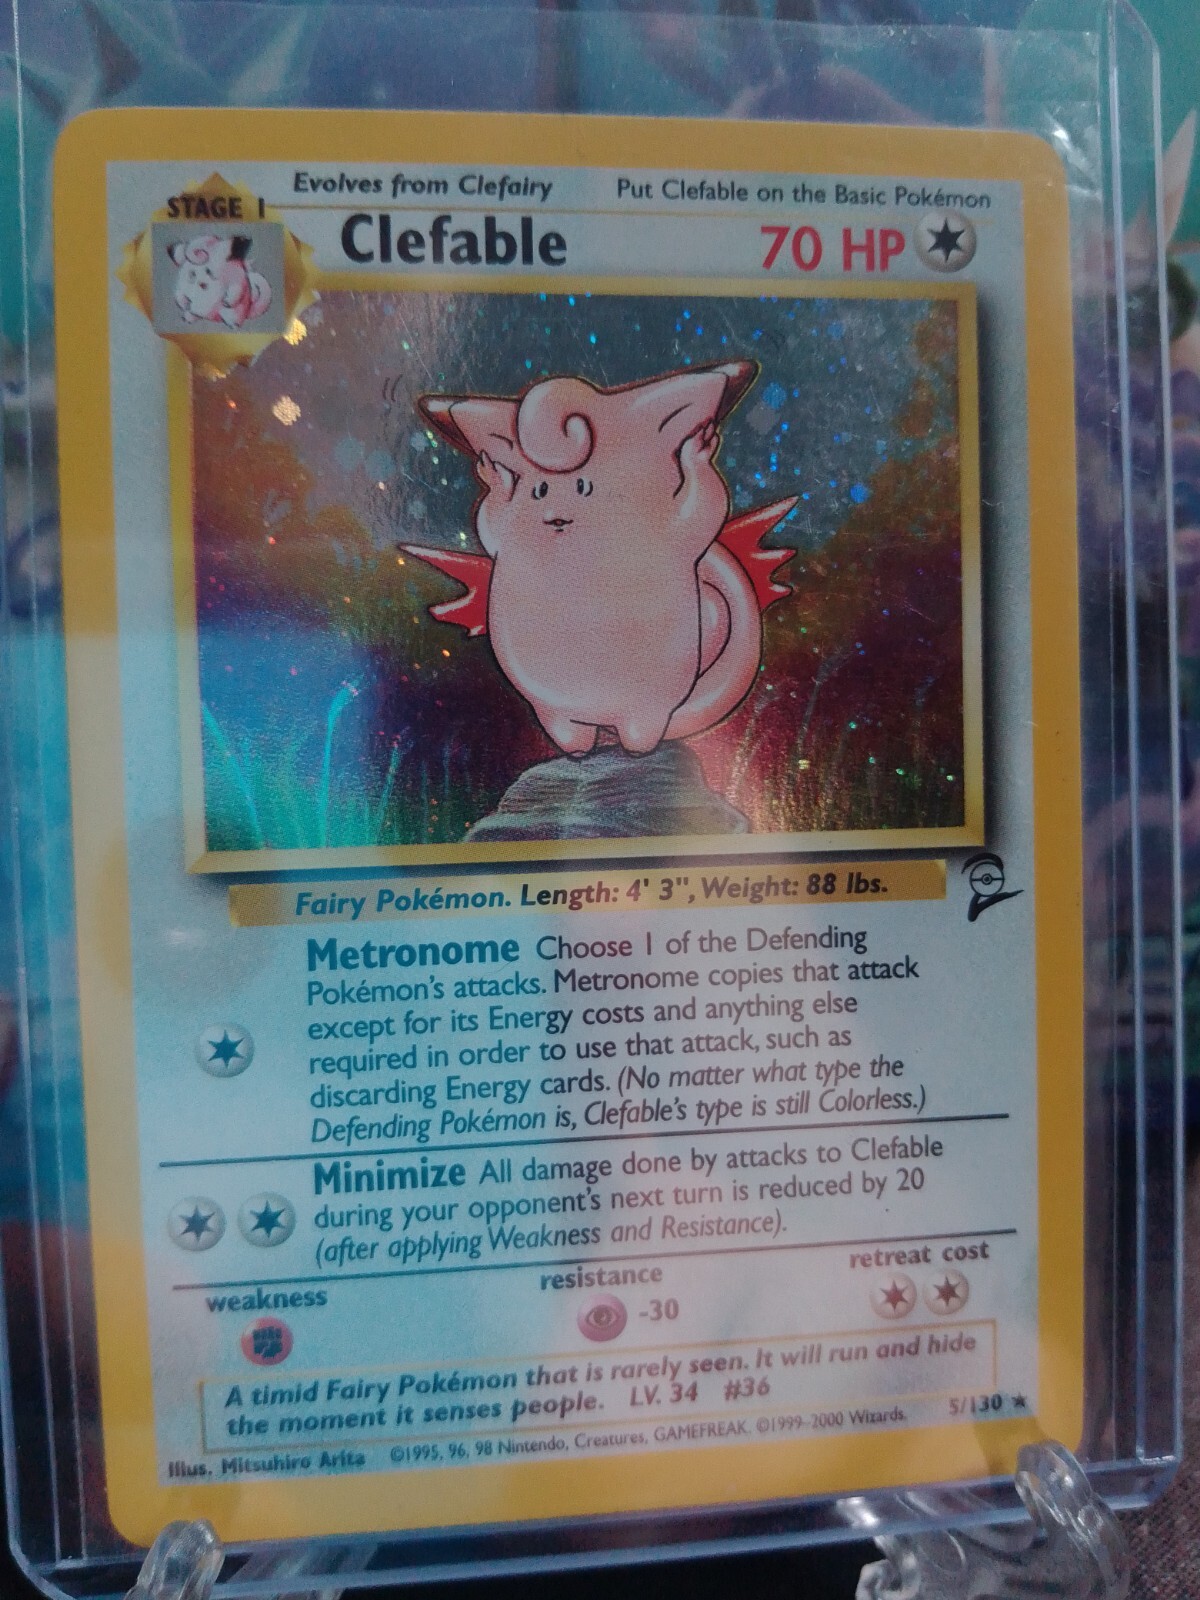 Evolves from Clefairy
Put Clefable on the Basic Pokémon
STAGE 1
Clefable
70 HP
Fairy Pokémon. Length: 4' 3", Weight: 88 lbs.
Metronome Choose 1 of the Defending
Pokémon's attacks. Metronome copies that attack
except for its Energy costs and anything else
required in order to use that attack, such as
discarding Energy cards. (No matter what type the
Defending Pokémon is, Clefable's type is still Colorless.)
Minimize All damage done by attacks to Clefable
during your opponent's next turn is reduced by 20
(after applying Weakness and Resistance).
weakness
resistance
retreat cost
-30
A timid Fairy Pokémon that is rarely seen. It will run and hide
the moment it senses people. LV. 34 #36
Illus. Mitsuhiro Arita
©1995, 96, 98 Nintendo, Creatures, GAMEFREAK. ©1999-2000 Wizards.
5/130 ★